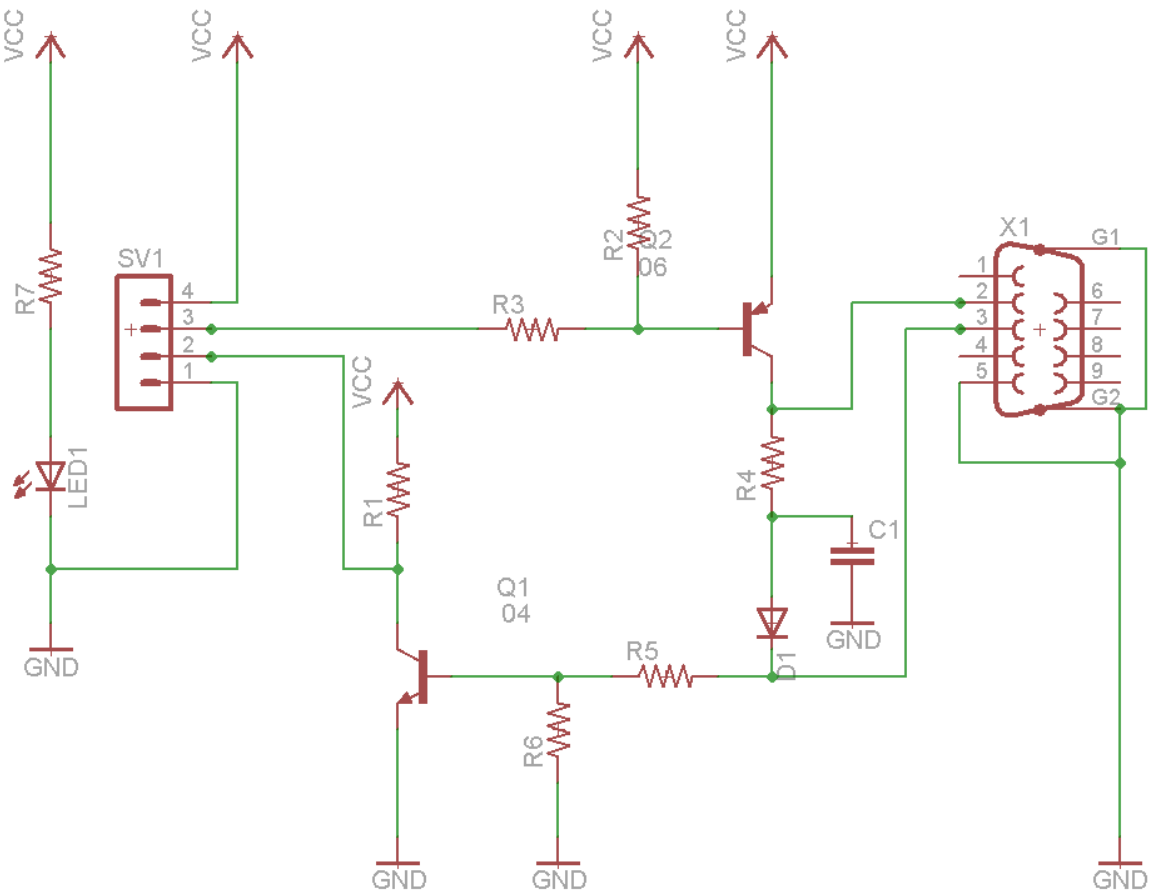 VCC
VCC
VCC
VCC
X1
G1
R2
Q2
06
SV1
1
2
3
4
5
6
7
8
9
G2
R7
4
3
2
1
R3
VCC
LED1
R1
R4
C1
Q1
04
GND
R5
D1
GND
R6
GND
GND
GND